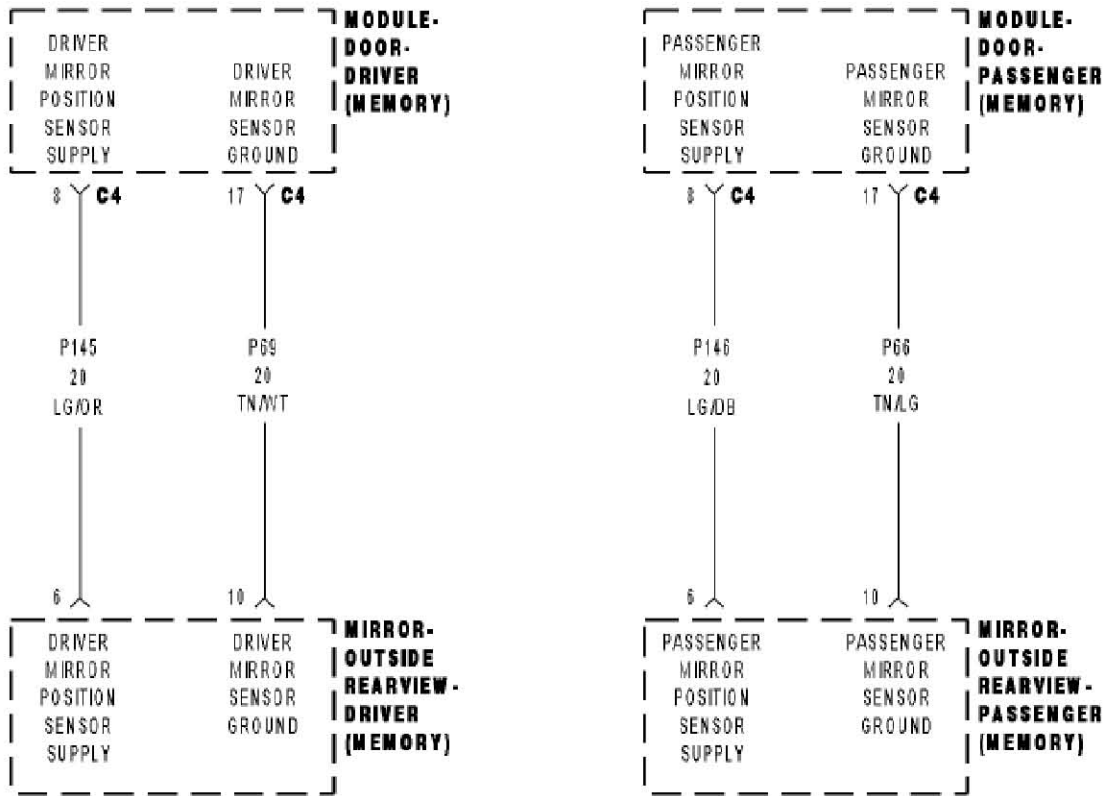 DRIVER
MIRROR
POSITION
SENSOR
SUPPLY
DRIVER
MIRROR
SENSOR
GROUND
MODULE-
DOOR-
DRIVER
(MEMORY)
8
C4
17
C4
P145
20
LG/OR
P69
20
TN/WT
6
10
DRIVER
MIRROR
POSITION
SENSOR
SUPPLY
DRIVER
MIRROR
SENSOR
GROUND
MIRROR-
OUTSIDE
REARVIEW-
DRIVER
(MEMORY)
PASSENGER
MIRROR
POSITION
SENSOR
SUPPLY
PASSENGER
MIRROR
SENSOR
GROUND
MODULE-
DOOR-
PASSENGER
(MEMORY)
8
C4
17
C4
P146
20
LG/DB
P66
20
TN/LG
6
10
PASSENGER
MIRROR
POSITION
SENSOR
SUPPLY
PASSENGER
MIRROR
SENSOR
GROUND
MIRROR-
OUTSIDE
REARVIEW-
PASSENGER
(MEMORY)